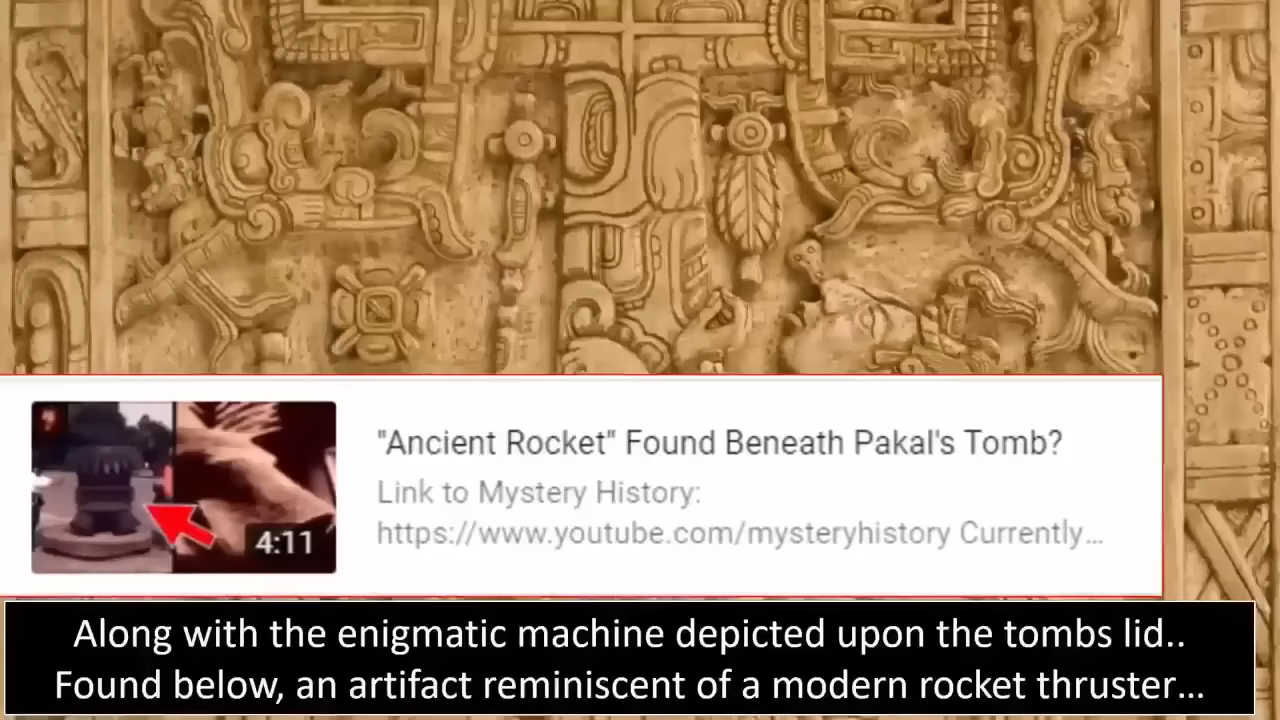 "Ancient Rocket" Found Beneath Pakal's Tomb?
Link to Mystery History:
https://www.youtube.com/mysteryhistory Currently...
4:11
Along with the enigmatic machine depicted upon the tombs lid..
Found below, an artifact reminiscent of a modern rocket thruster...